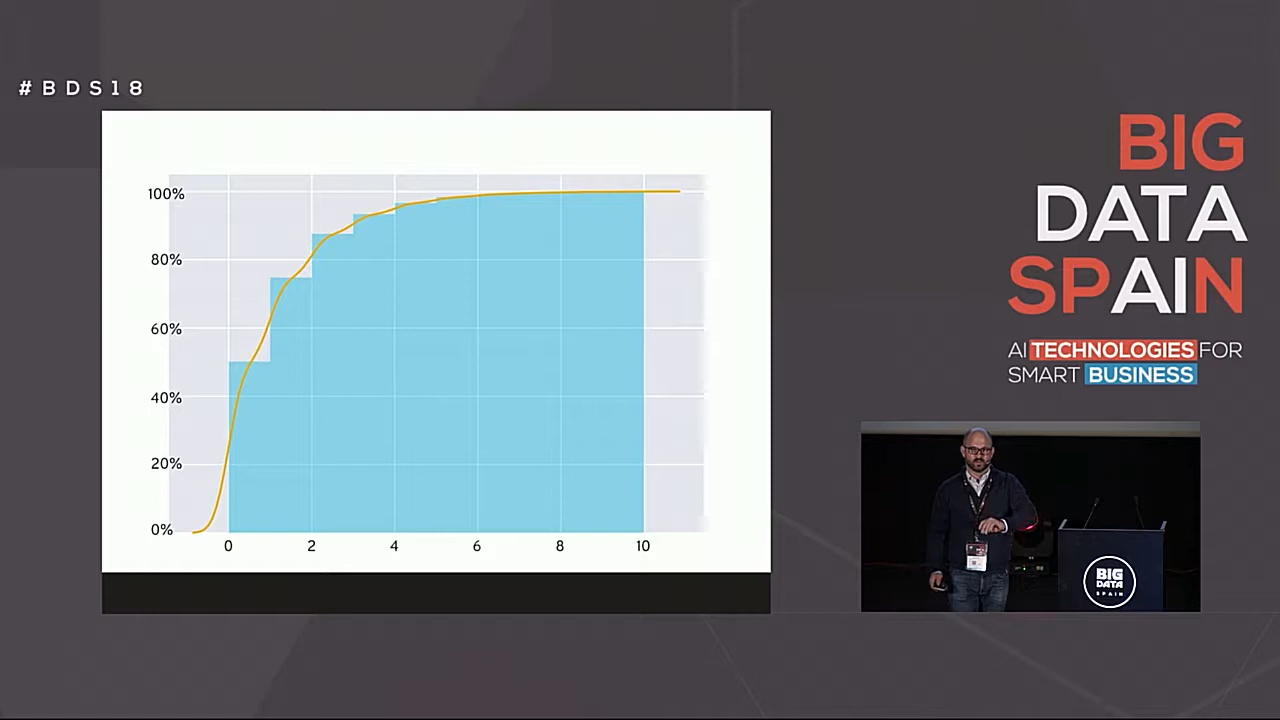 #BDS18
100%
80%
60%
40%
20%
0%
0 2 4 6 8 10
BIG
DATA
SPAIN
AI TECHNOLOGIES FOR
SMART BUSINESS
BIG
DATA
SPAIN